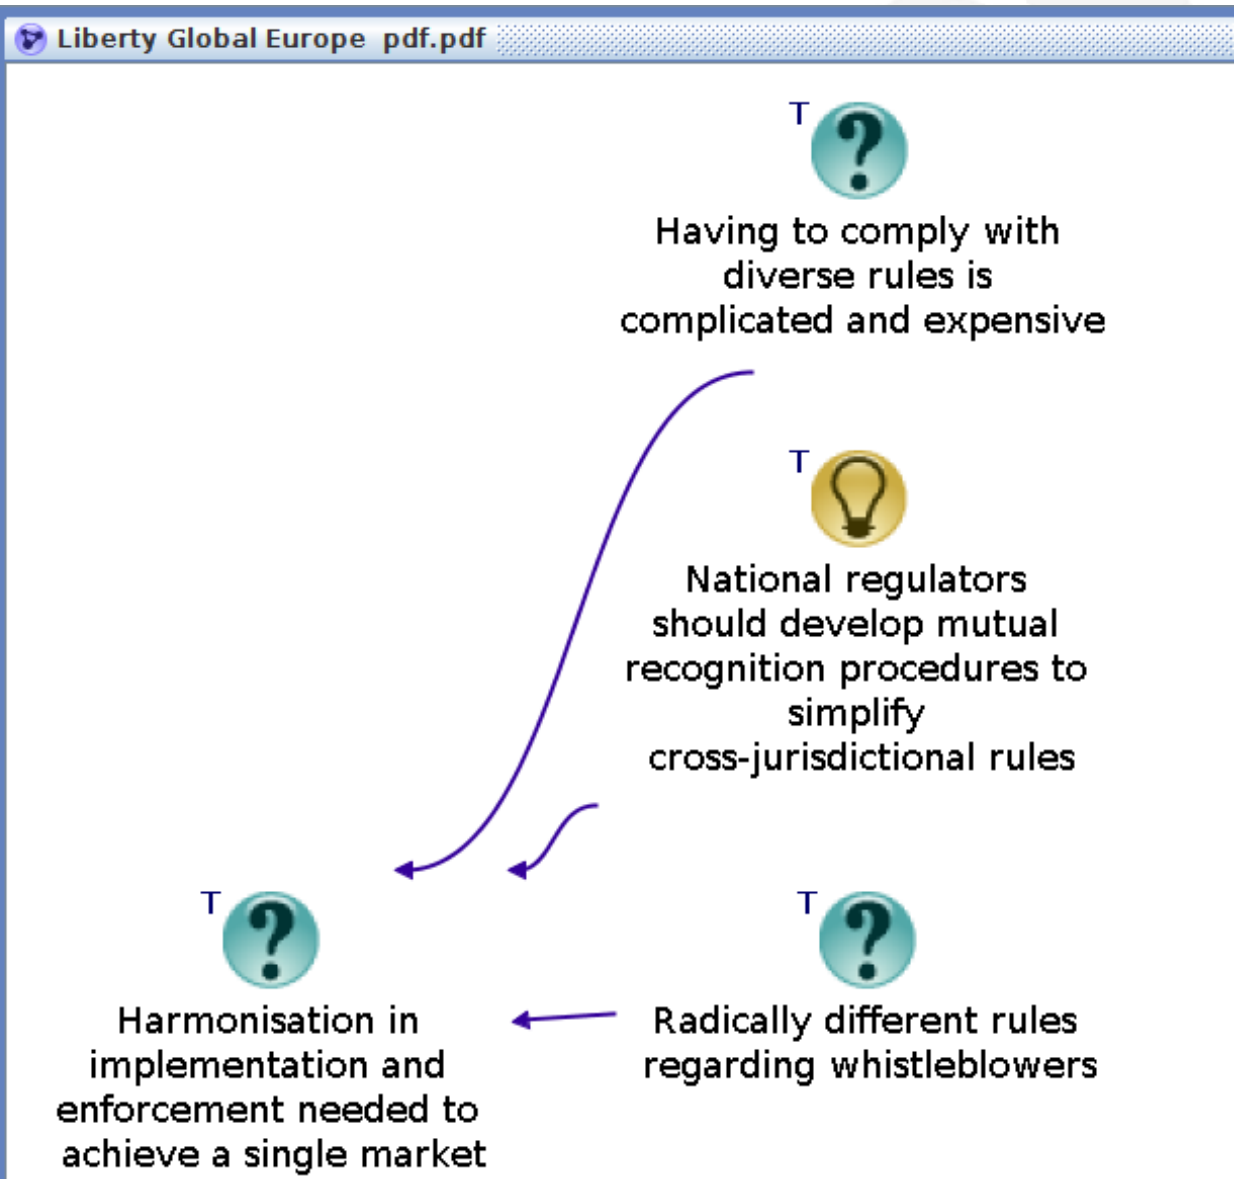 Liberty Global Europe pdf.pdf
T
Having to comply with
diverse rules is
complicated and expensive
T
National regulators
should develop mutual
recognition procedures to
simplify
cross-jurisdictional rules
T
Harmonisation in
implementation and
enforcement needed to
achieve a single market
T
Radically different rules
regarding whistleblowers